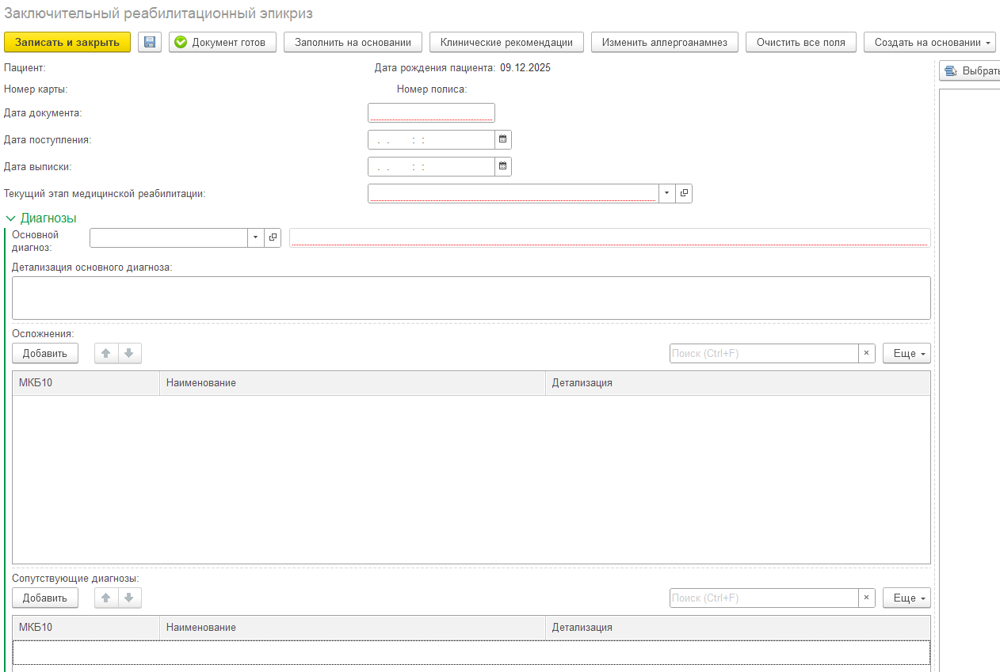 Заключительный реабилитационный эпикриз
Записать и закрыть Документ готов Заполнить на основании Клинические рекомендации Изменить аллергоанамнез Очистить все поля Создать на основании
Пациент: Дата рождения пациента: 09.12.2025 Выбрать
Номер карты: Номер полиса:
Дата документа:
Дата поступления: . . : :
Дата выписки: . . : :
Текущий этап медицинской реабилитации:
Диагнозы
Основной
диагноз:
Детализация основного диагноза:
Осложнения:
Добавить Поиск (Ctrl+F) × Еще
МКБ10 Наименование Детализация
Сопутствующие диагнозы:
Добавить Поиск (Ctrl+F) × Еще
МКБ10 Наименование Детализация